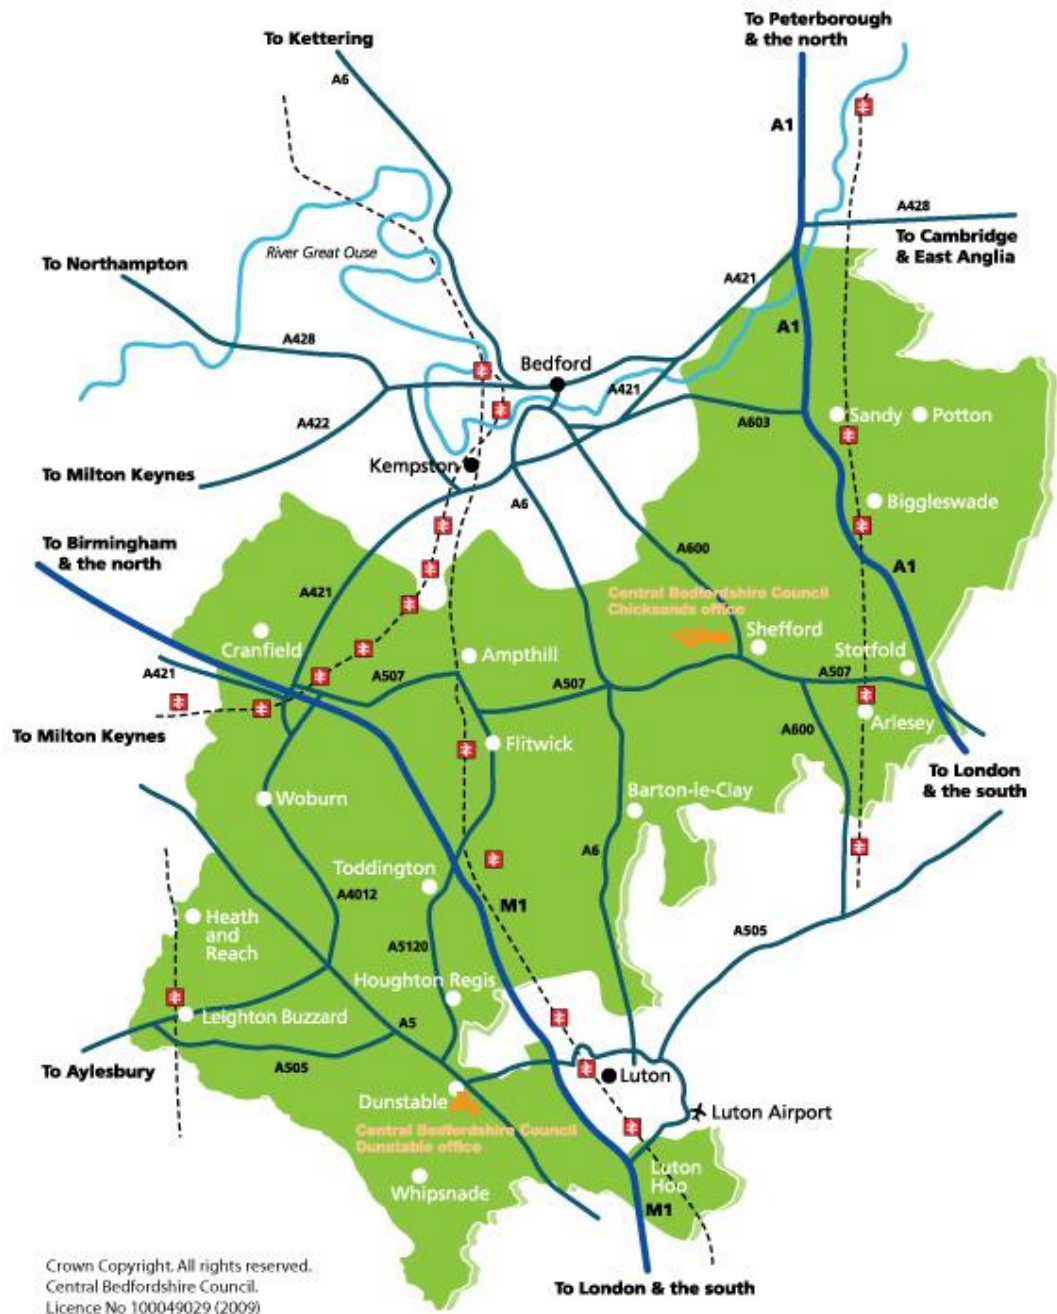 To Peterborough
& the north
To Kettering
A6
A1
A428
To Cambridge
& East Anglia
River Great Ouse
To Northampton
A421
A1
A428
Bedford
A421
A422
A603
Sandy
Potton
To Milton Keynes
Kempston
Biggleswade
A6
To Birmingham
& the north
A600
A1
A421
Central Bedfordshire Council
Chicksands office
Cranfield
Shefford
Ampthill
Stotfold
A421
A507
A507
A507
To Milton Keynes
Arlesey
A600
Flitwick
To London
& the south
Woburn
Barton-le-Clay
A6
Toddington
A4012
M1
Heath
and
Reach
A5120
A505
Houghton Regis
Leighton Buzzard
A5
To Aylesbury
A505
Luton
Dunstable
Luton Airport
Central Bedfordshire Council
Dunstable office
Luton
Hoo
Whipsnade
M1
Crown Copyright. All rights reserved.
Central Bedfordshire Council.
Licence No 100049029 (2009)
To London & the south